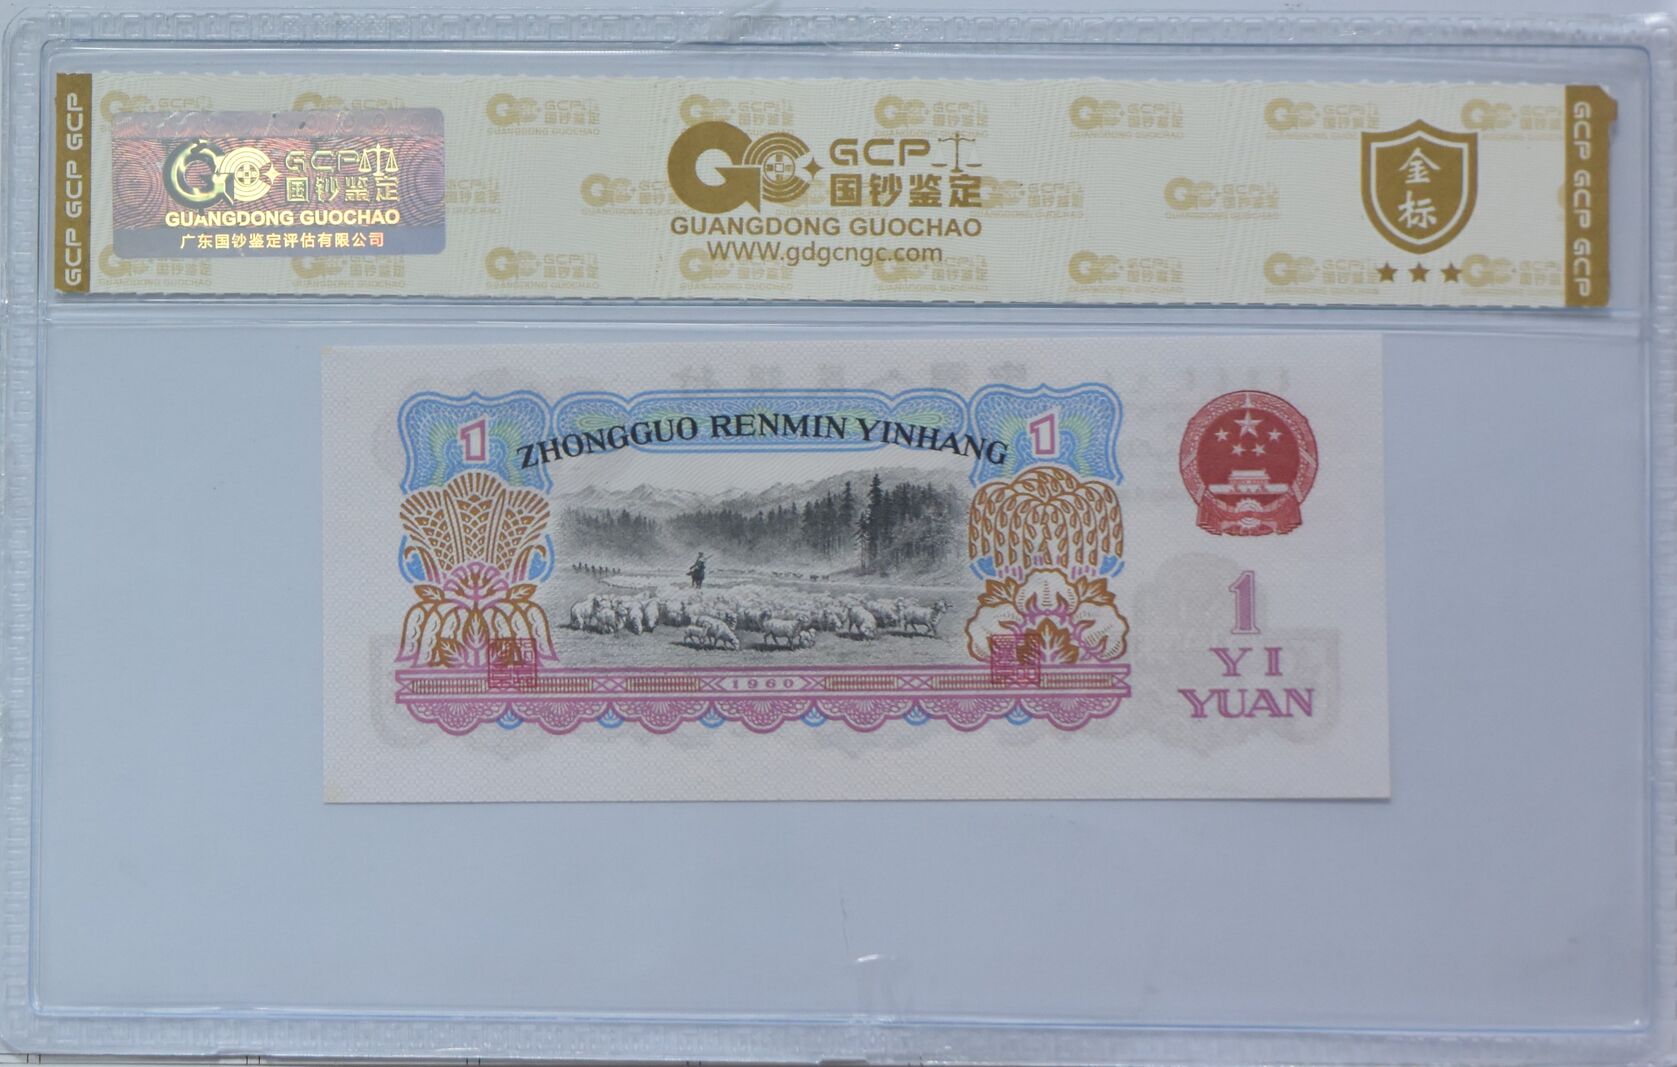 GCP GCP GCP
GCP
国钞鉴定
GUANGDONG GUOCHAO
广东国钞鉴定评估有限公司
GCP
国钞鉴定
GUANGDONG GUOCHAO
WWW.gdgcngc.com
金
标
GCP GCP GCP
1
ZHONGGUO RENMIN YINHANG
1
1960
1
YI
YUAN